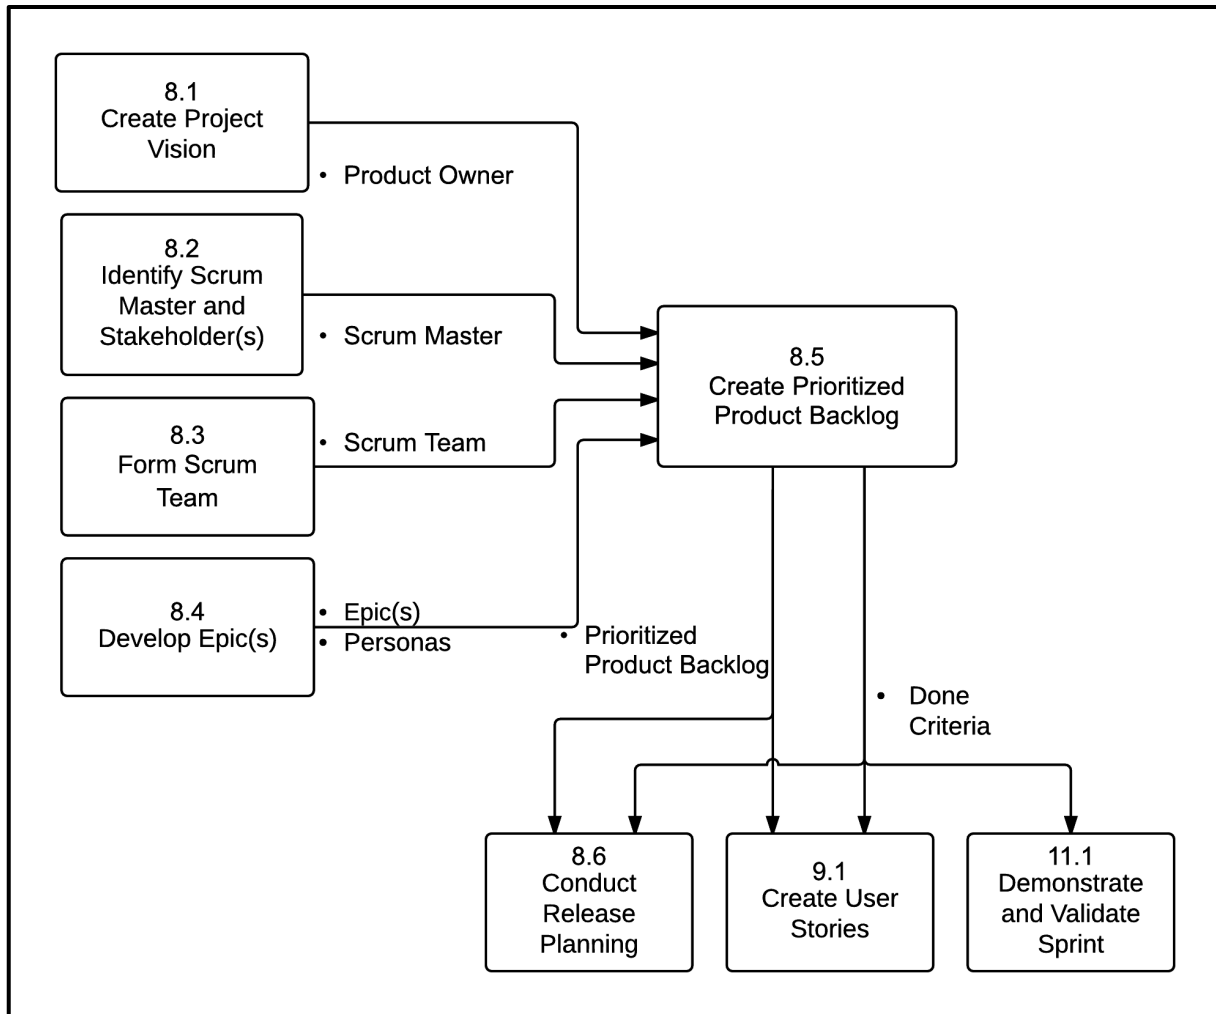 8.1
Create Project
Vision
• Product Owner
8.2
Identify Scrum
Master and
Stakeholder(s)
• Scrum Master
8.3
Form Scrum
Team
• Scrum Team
8.4
Develop Epic(s)
• Epic(s)
• Personas
8.5
Create Prioritized
Product Backlog
• Prioritized
Product Backlog
• Done
Criteria
8.6
Conduct
Release
Planning
9.1
Create User
Stories
11.1
Demonstrate
and Validate
Sprint